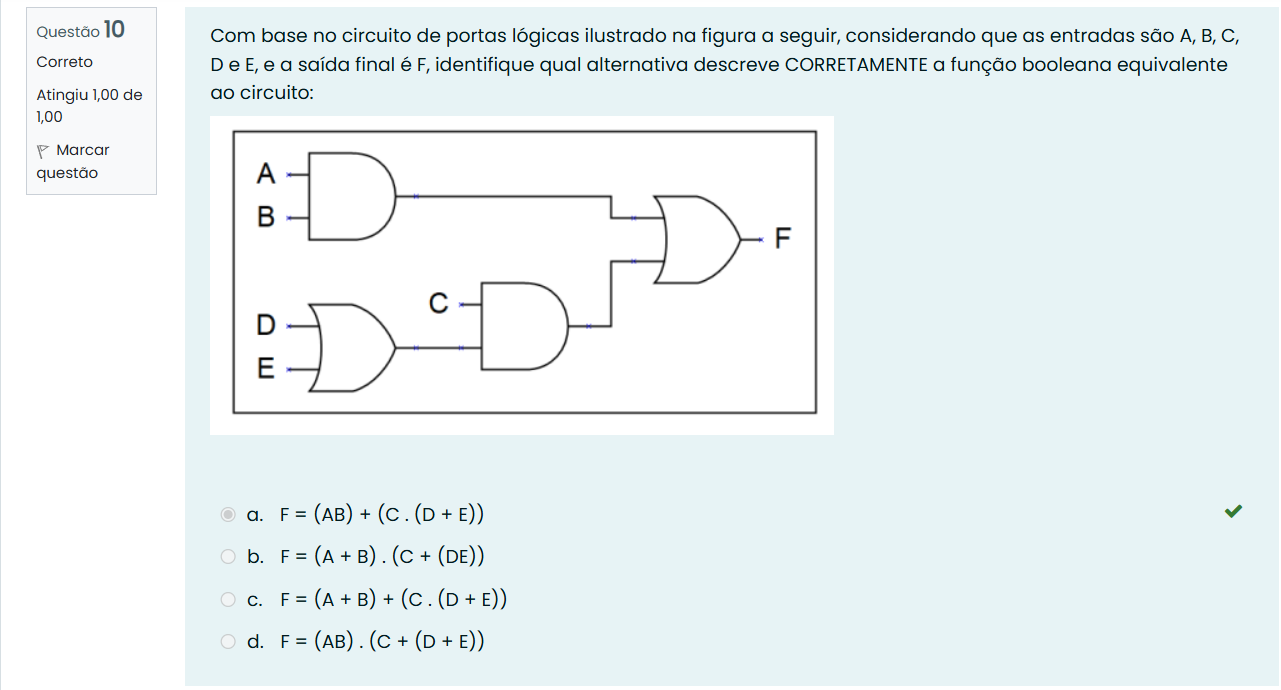 Questão 10
Correto
Atingiu 1,00 de
1,00
Marcar
questão
Com base no circuito de portas lógicas ilustrado na figura a seguir, considerando que as entradas são A, B, C,
D e E, e a saída final é F, identifique qual alternativa descreve CORRETAMENTE a função booleana equivalente
ao circuito:
A
B
F
C
D
E
a. F = (AB) + (C . (D + E))
b. F = (A + B) . (C + (DE))
c. F = (A + B) + (C . (D + E))
d. F = (AB) . (C + (D + E))